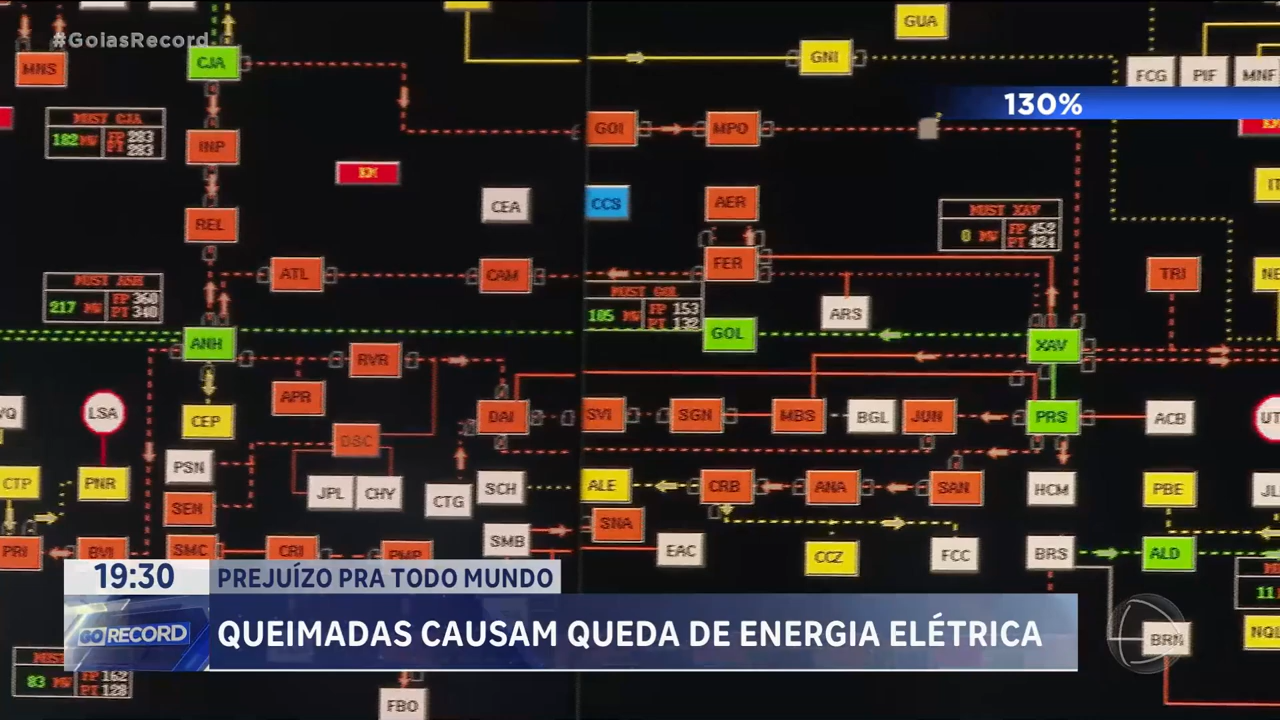 GUA
#GoiasRecord
GNI
MNS
CJA
FCG
PIF
MNF
130%
MUST CJA
182 MW
FP 283
PT 283
GOI
MPO
INP
CEA
CCS
AER
MUST XAV
8 MW
FP 452
PT 424
REL
ATL
CAM
FER
TRI
MUST ANH
217 MW
FP 360
PT 340
MUST GOL
105 MW
FP 153
PT 132
ARS
GOL
ANH
XAV
RVR
APR
LSA
CEP
DAI
SVI
SGN
MBS
BGL
JUN
PRS
ACB
DSC
PSN
CTP
PNR
JPL
CHY
CTG
SCH
ALE
CRB
ANA
SAN
HCM
PBE
SEN
SNA
PRI
BVI
SMC
CRI
PMP
SMB
EAC
CCZ
FCC
BRS
ALD
19:30
PREJUÍZO PRA TODO MUNDO
GO RECORD
QUEIMADAS CAUSAM QUEDA DE ENERGIA ELÉTRICA
BRN
83 MW
FP 162
PT 128
FBO